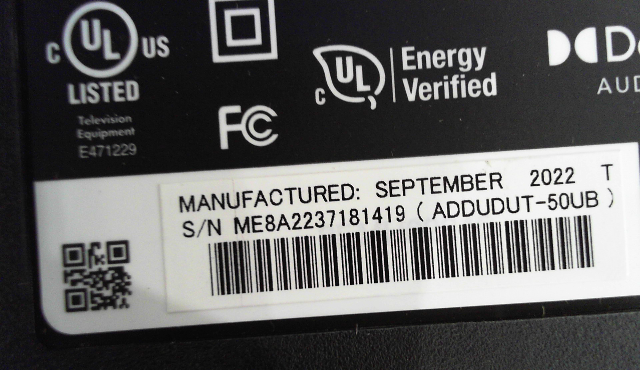 c UL US
LISTED
Television
Equipment
E471229
FC
c UL Energy
Verified
AUD
MANUFACTURED: SEPTEMBER 2022 T
S/N ME8A2237181419 ( ADDUDUT-50UB )